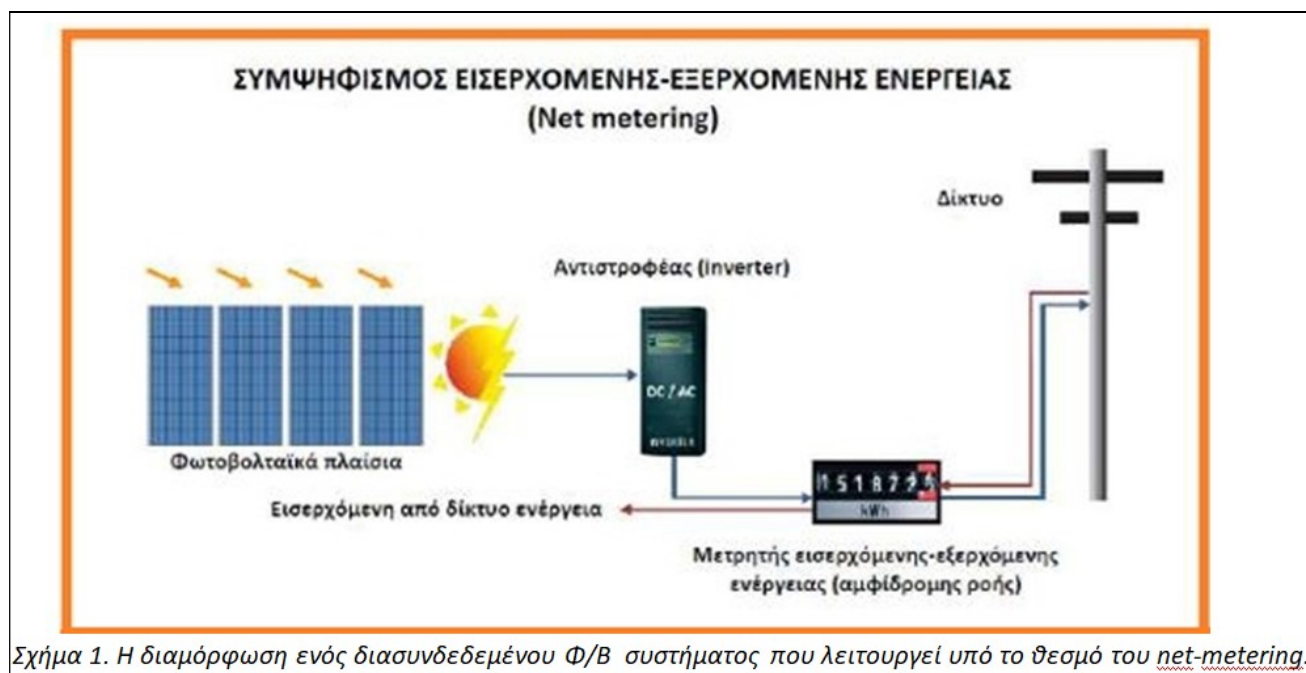 ΣΥΜΨΗΦΙΣΜΟΣ ΕΙΣΕΡΧΟΜΕΝΗΣ-ΕΞΕΡΧΟΜΕΝΗΣ ΕΝΕΡΓΕΙΑΣ
(Net metering)
Δίκτυο
Αντιστροφέας (inverter)
DC / AC
INVERTER
Φωτοβολταϊκά πλαίσια
Εισερχόμενη από δίκτυο ενέργεια
kWh
Μετρητής εισερχόμενης-εξερχόμενης
ενέργειας (αμφίδρομης ροής)
Σχήμα 1. Η διαμόρφωση ενός διασυνδεδεμένου Φ/Β συστήματος που λειτουργεί υπό το θεσμό του net-metering.